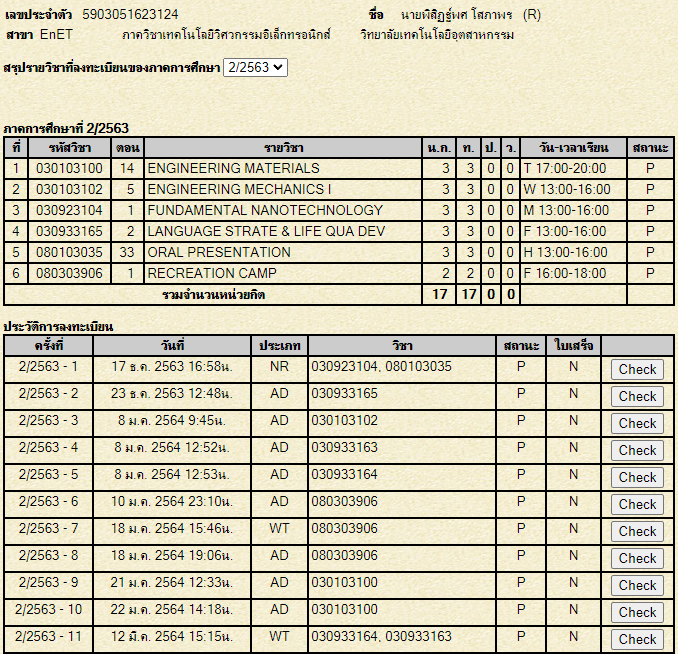 เลขประจำตัว 5903051623124 ชื่อ นายพิสิฏฐ์พศ โสภาพร (R)
สาขา EnET ภาควิชาเทคโนโลยีวิศวกรรมอิเล็กทรอนิกส์ วิทยาลัยเทคโนโลยีอุตสาหกรรม
สรุปรายวิชาที่ลงทะเบียนของภาคการศึกษา 2/2563
ภาคการศึกษาที่ 2/2563
ที่ รหัสวิชา ตอน รายวิชา น.ก. ท. ป. ว. วัน-เวลาเรียน สถานะ
1 030103100 14 ENGINEERING MATERIALS 3 3 0 0 T 17:00-20:00 P
2 030103102 5 ENGINEERING MECHANICS I 3 3 0 0 W 13:00-16:00 P
3 030923104 1 FUNDAMENTAL NANOTECHNOLOGY 3 3 0 0 M 13:00-16:00 P
4 030933165 2 LANGUAGE STRATE & LIFE QUA DEV 3 3 0 0 F 13:00-16:00 P
5 080103035 33 ORAL PRESENTATION 3 3 0 0 H 13:00-16:00 P
6 080303906 1 RECREATION CAMP 2 2 0 0 F 16:00-18:00 P
รวมจำนวนหน่วยกิต 17 17 0 0
ประวัติการลงทะเบียน
ครั้งที่ วันที่ ประเภท วิชา สถานะ ใบเสร็จ
2/2563 - 1 17 ธ.ค. 2563 16:58น. NR 030923104, 080103035 P N Check
2/2563 - 2 23 ธ.ค. 2563 12:48น. AD 030933165 P N Check
2/2563 - 3 8 ม.ค. 2564 9:45น. AD 030103102 P N Check
2/2563 - 4 8 ม.ค. 2564 12:52น. AD 030933163 P N Check
2/2563 - 5 8 ม.ค. 2564 12:53น. AD 030933164 P N Check
2/2563 - 6 10 ม.ค. 2564 23:10น. AD 080303906 P N Check
2/2563 - 7 18 ม.ค. 2564 15:46น. WT 080303906 P N Check
2/2563 - 8 18 ม.ค. 2564 19:06น. AD 080303906 P N Check
2/2563 - 9 21 ม.ค. 2564 12:33น. AD 030103100 P N Check
2/2563 - 10 22 ม.ค. 2564 14:18น. AD 030103100 P N Check
2/2563 - 11 12 มี.ค. 2564 15:15น. WT 030933164, 030933163 P N Check